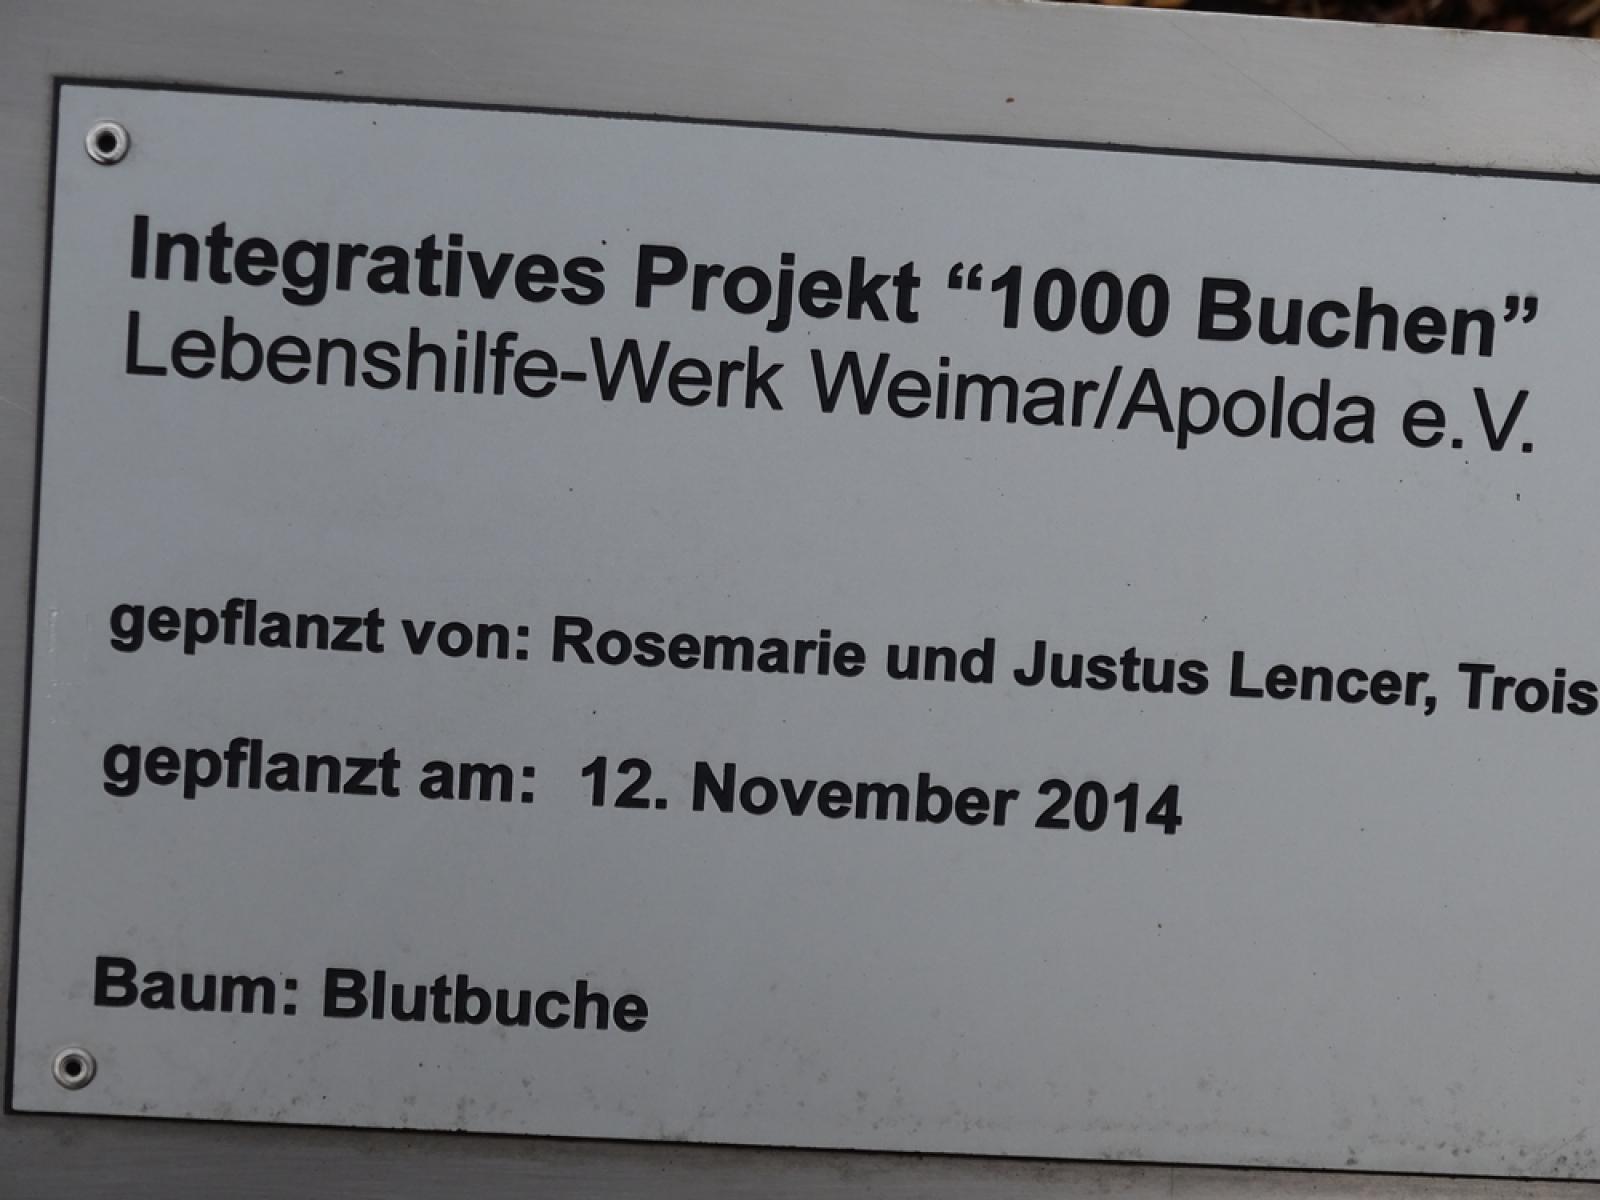 Integratives Projekt “1000 Buchen”
Lebenshilfe-Werk Weimar/Apolda e.V.
gepflanzt von: Rosemarie und Justus Lencer, Trois
gepflanzt am: 12. November 2014
Baum: Blutbuche